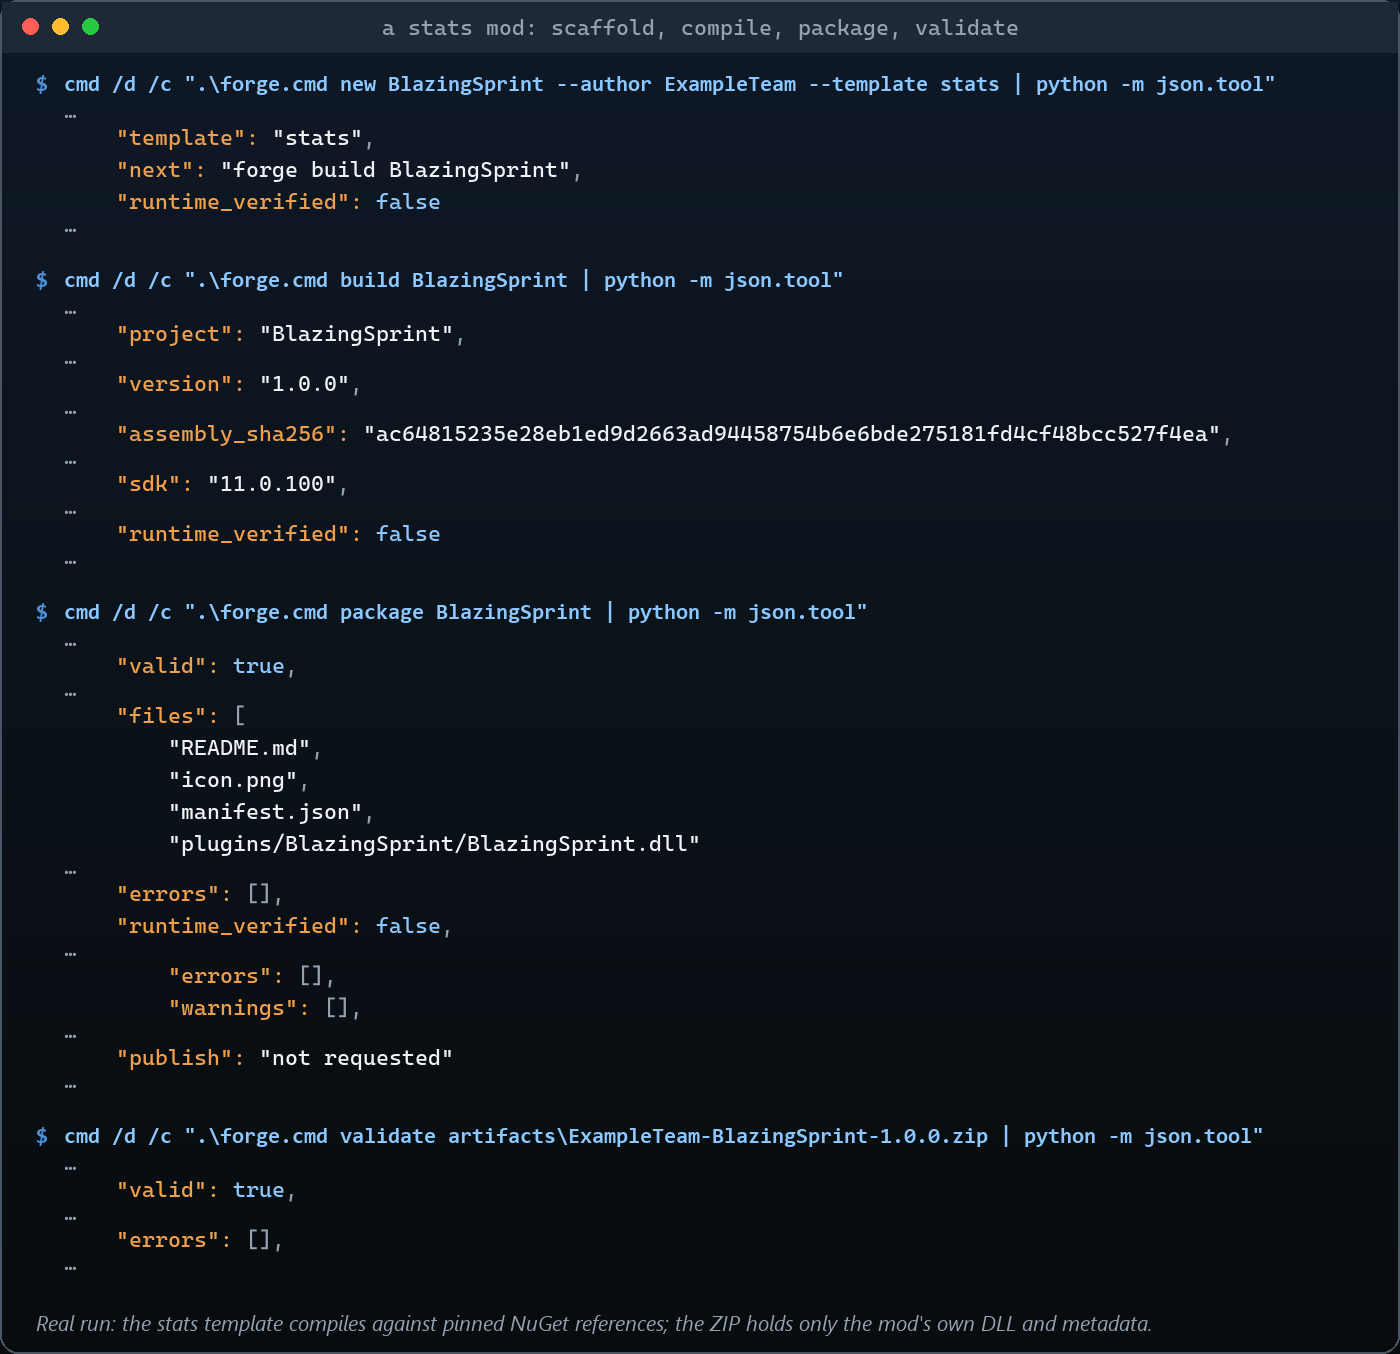 a stats mod: scaffold, compile, package, validate
$ cmd /d /c ".\forge.cmd new BlazingSprint --author ExampleTeam --template stats | python -m json.tool"
…
"template": "stats",
"next": "forge build BlazingSprint",
"runtime_verified": false
…
$ cmd /d /c ".\forge.cmd build BlazingSprint | python -m json.tool"
…
"project": "BlazingSprint",
…
"version": "1.0.0",
…
"assembly_sha256": "ac64815235e28eb1ed9d2663ad94458754b6e6bde275181fd4cf48bcc527f4ea",
…
"sdk": "11.0.100",
…
"runtime_verified": false
…
$ cmd /d /c ".\forge.cmd package BlazingSprint | python -m json.tool"
…
"valid": true,
…
"files": [
"README.md",
"icon.png",
"manifest.json",
"plugins/BlazingSprint/BlazingSprint.dll"
…
"errors": [],
"runtime_verified": false,
…
"errors": [],
"warnings": [],
…
"publish": "not requested"
…
$ cmd /d /c ".\forge.cmd validate artifacts\ExampleTeam-BlazingSprint-1.0.0.zip | python -m json.tool"
…
"valid": true,
…
"errors": [],
…
Real run: the stats template compiles against pinned NuGet references; the ZIP holds only the mod's own DLL and metadata.